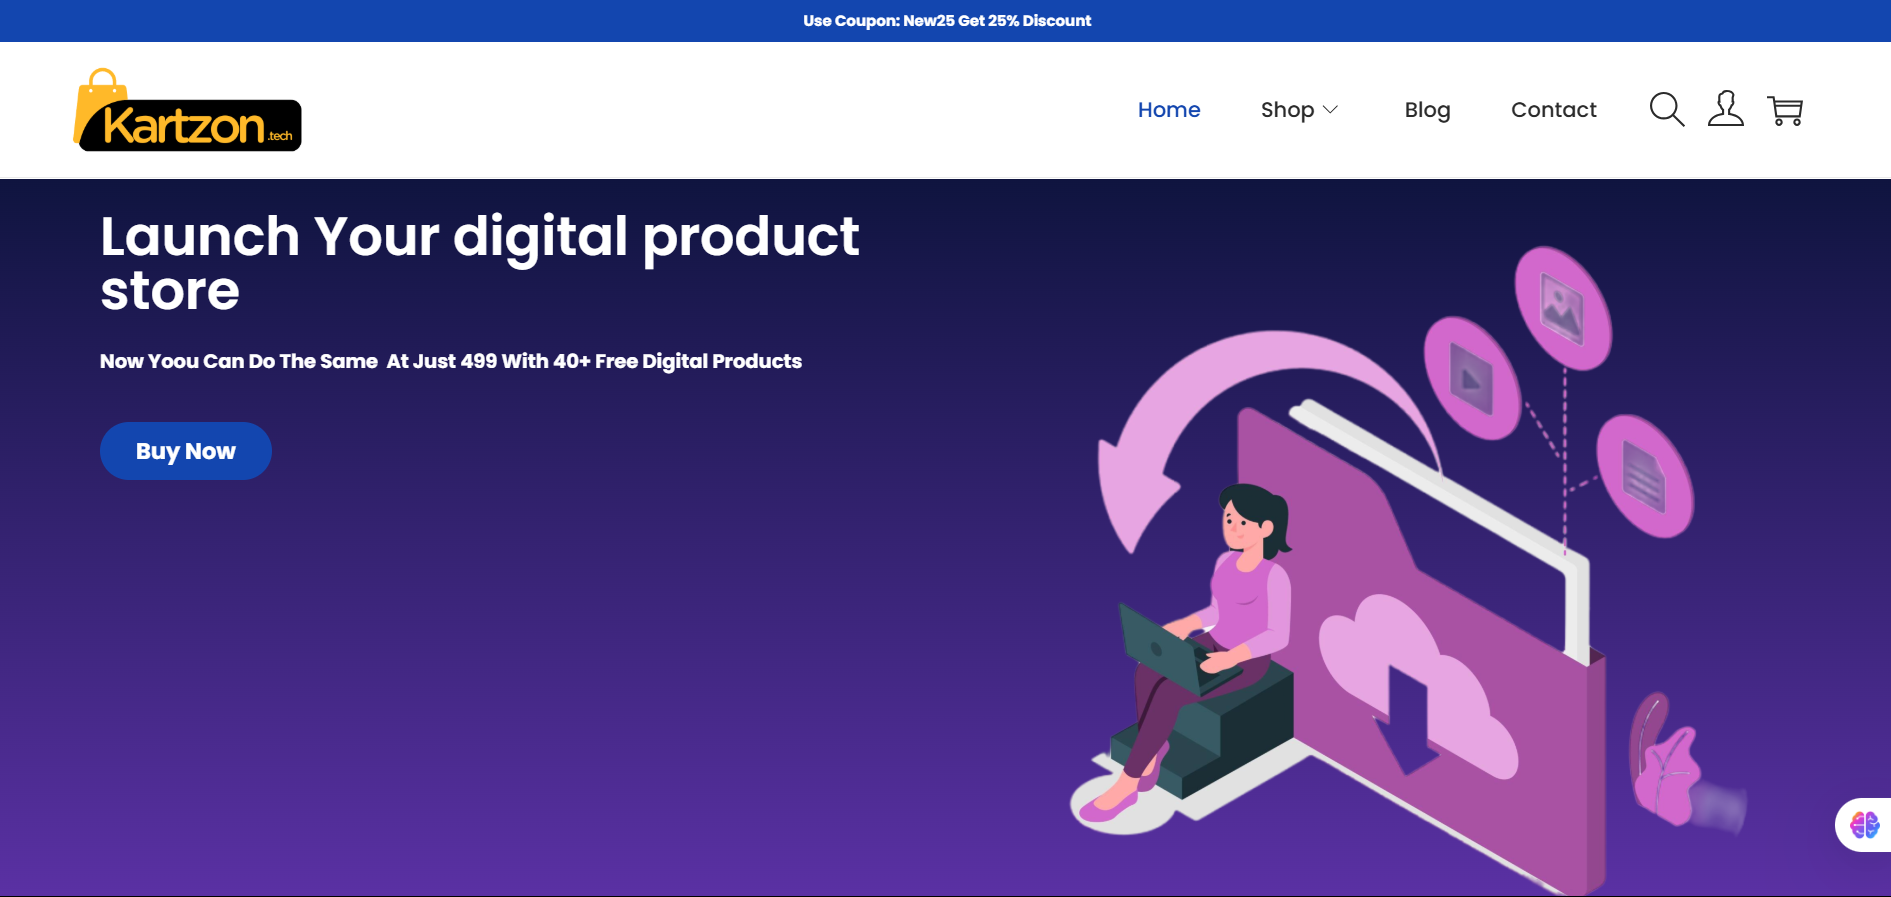 Use Coupon: New25 Get 25% Discount
Kartzon.tech
Home Shop Blog Contact
Launch Your digital product
store
Now Yoou Can Do The Same At Just 499 With 40+ Free Digital Products
Buy Now